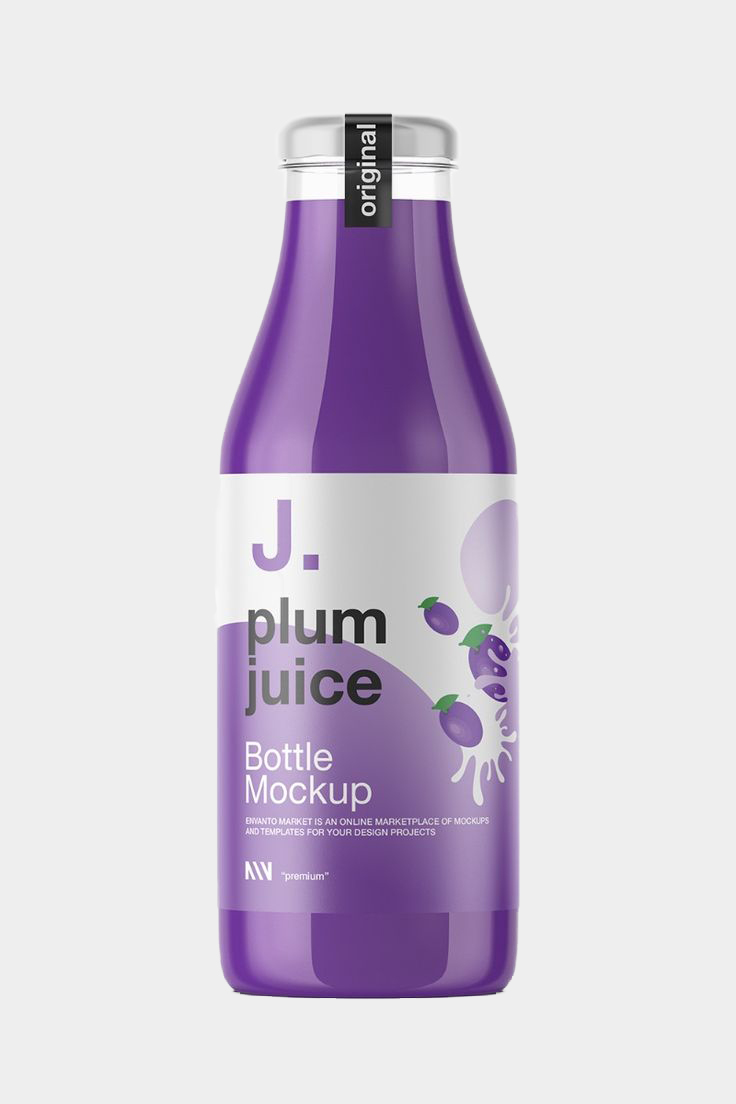 original
J.
plum
juice
Bottle
Mockup
ENVANTO MARKET IS AN ONLINE MARKETPLACE OF MOCKUPS
AND TEMPLATES FOR YOUR DESIGN PROJECTS
"premium"